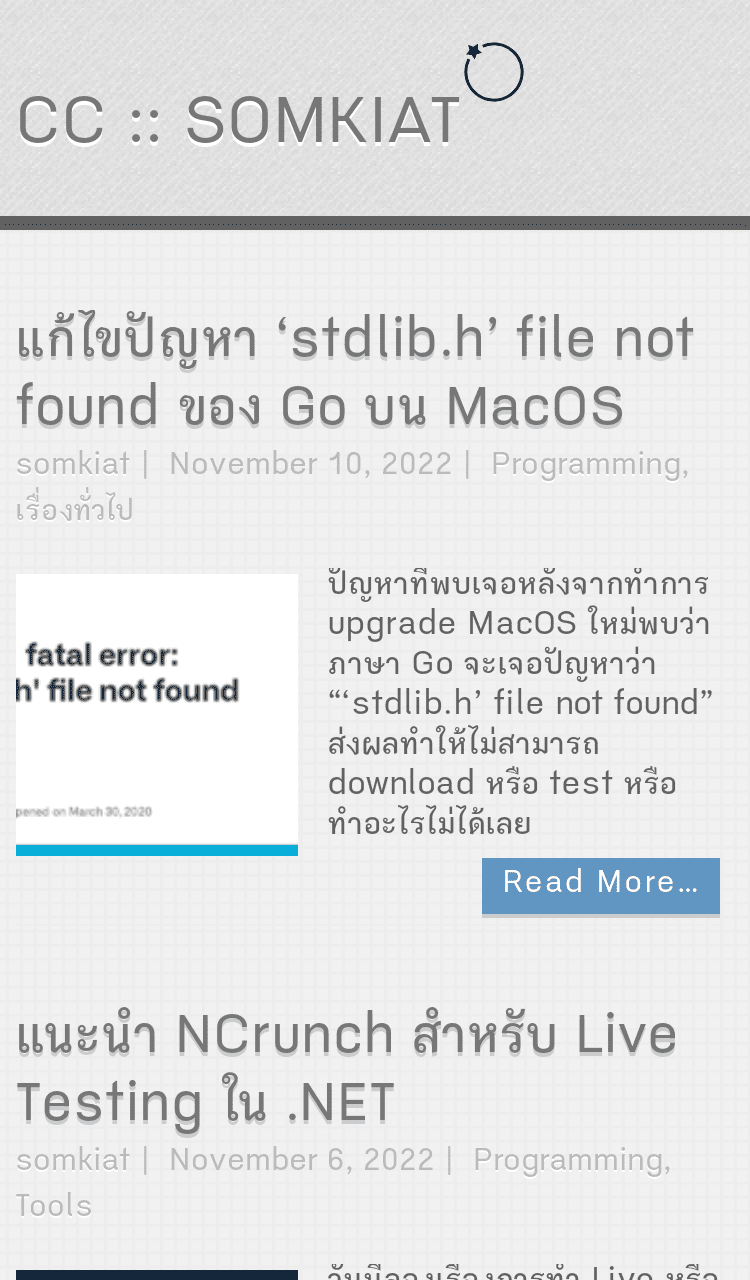 CC :: SOMKIAT
แก้ไขปัญหา ‘stdlib.h’ file not
found ของ Go บน MacOS
somkiat | November 10, 2022 | Programming,
เรื่องทั่วไป
fatal error:
h' file not found
pened on March 30, 2020
ปัญหาที่พบเจอหลังจากทำการ
upgrade MacOS ใหม่พบว่า
ภาษา Go จะเจอปัญหาว่า
“‘stdlib.h’ file not found”
ส่งผลทำให้ไม่สามารถ
download หรือ test หรือ
ทำอะไรไม่ได้เลย
Read More…
แนะนำ NCrunch สำหรับ Live
Testing ใน .NET
somkiat | November 6, 2022 | Programming,
Tools